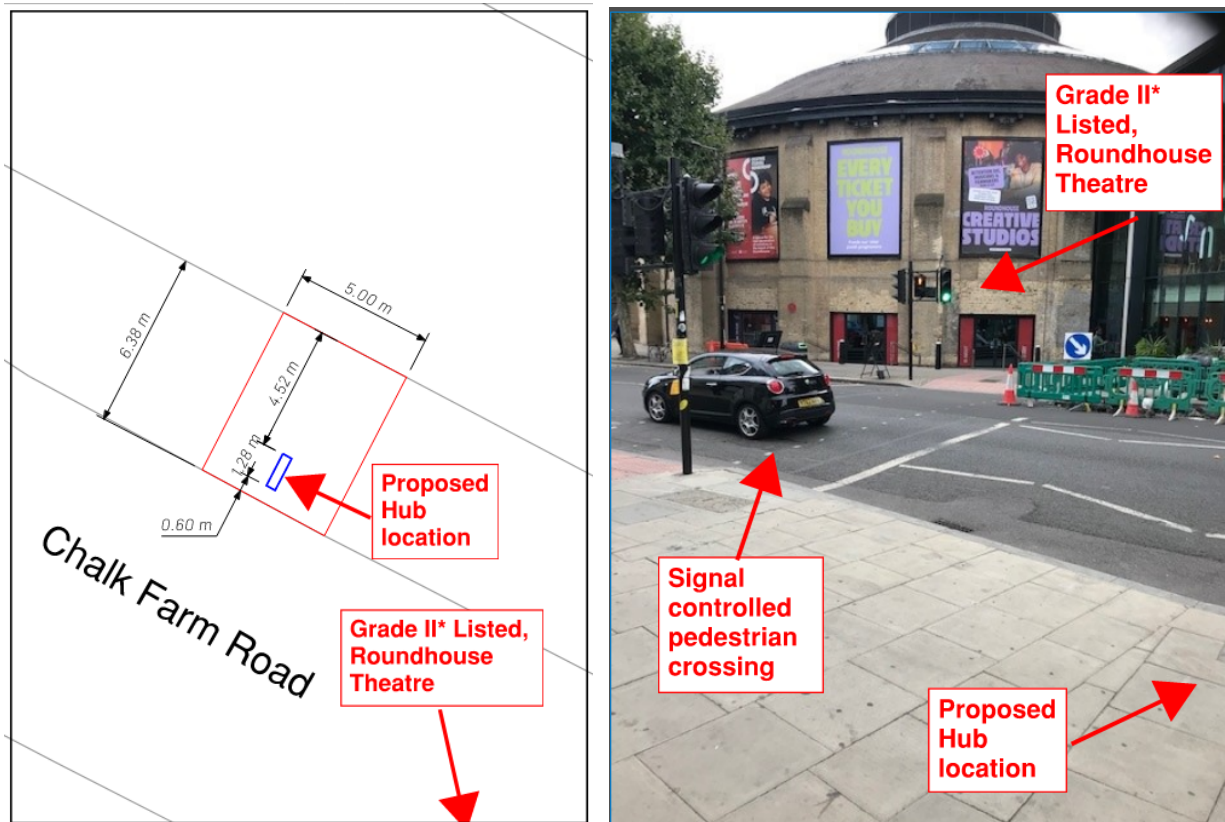 5.00 m
6.38 m
4.52 m
1.28 m
0.60 m
Proposed
Hub
location
Chalk Farm Road
Grade II* Listed,
Roundhouse
Theatre
Grade II*
Listed,
Roundhouse
Theatre
ROUNDHOUSE
EVERY
TICKET
YOU
BUY
ROUNDHOUSE
CREATIVE
STUDIOS
Signal
controlled
pedestrian
crossing
Proposed
Hub
location